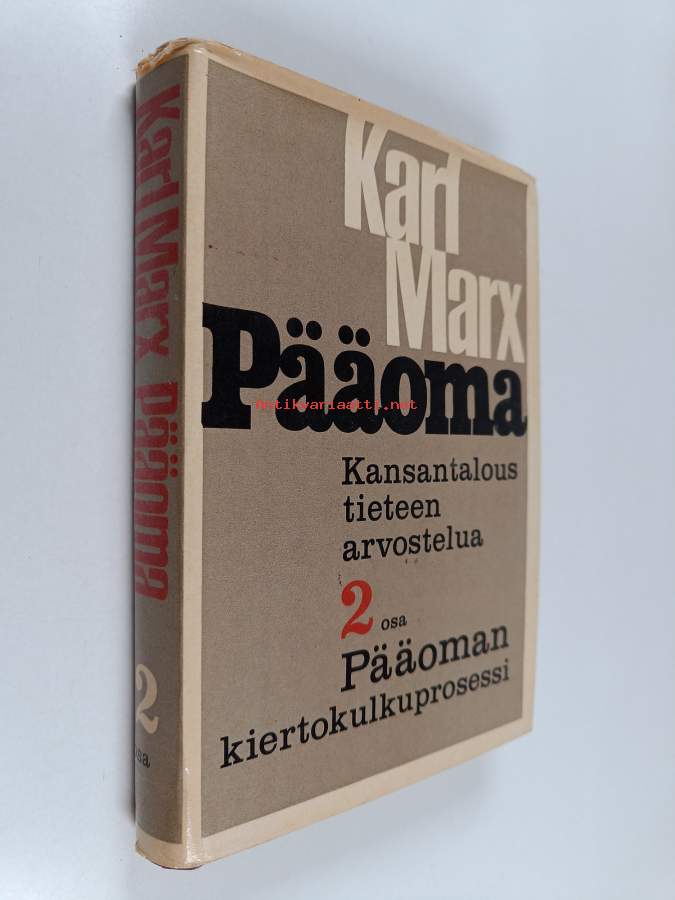 Karl Marx Pääoma
2
osa
Karl
Marx
Pääoma
antikvariaatti.net
Kansantalous
tieteen
arvostelua
2 osa
Pääoman
kiertokulkuprosessi